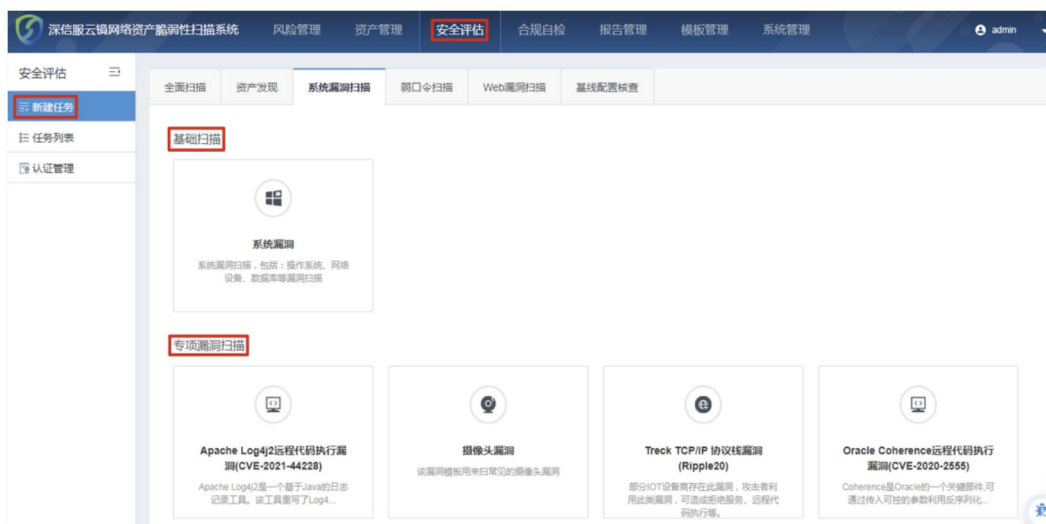 深信服云镜网络资产脆弱性扫描系统 风险管理 资产管理 安全评估 合规自检 报告管理 模板管理 系统管理 admin
安全评估
全面扫描 资产发现 系统漏洞扫描 弱口令扫描 Web漏洞扫描 基线配置核查
新建任务
任务列表
认证管理
基础扫描
系统漏洞
系统漏洞扫描，包括：操作系统、网络
设备、数据库等漏洞扫描
专项漏洞扫描
Apache Log4j2远程代码执行漏
洞(CVE-2021-44228)
Apache Log4j2是一个基于Java的日志
记录工具。该工具重写了Log4...
摄像头漏洞
该漏洞模板用来扫常见的摄像头漏洞
Treck TCP/IP 协议栈漏洞
(Ripple20)
部分IOT设备商存在此漏洞，攻击者利
用此类漏洞，可造成拒绝服务、远程代
码执行等。
Oracle Coherence远程代码执行
漏洞(CVE-2020-2555)
Coherence是Oracle的一个关键部件,可
通过传入可控的参数利用反序列化...